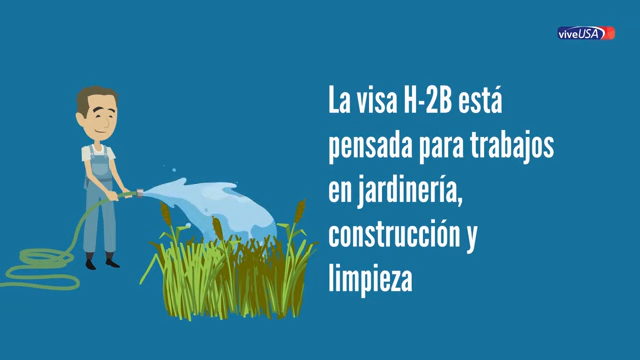 viveUSA
La visa H-2B está
pensada para trabajos
en jardinería,
construcción y
limpieza